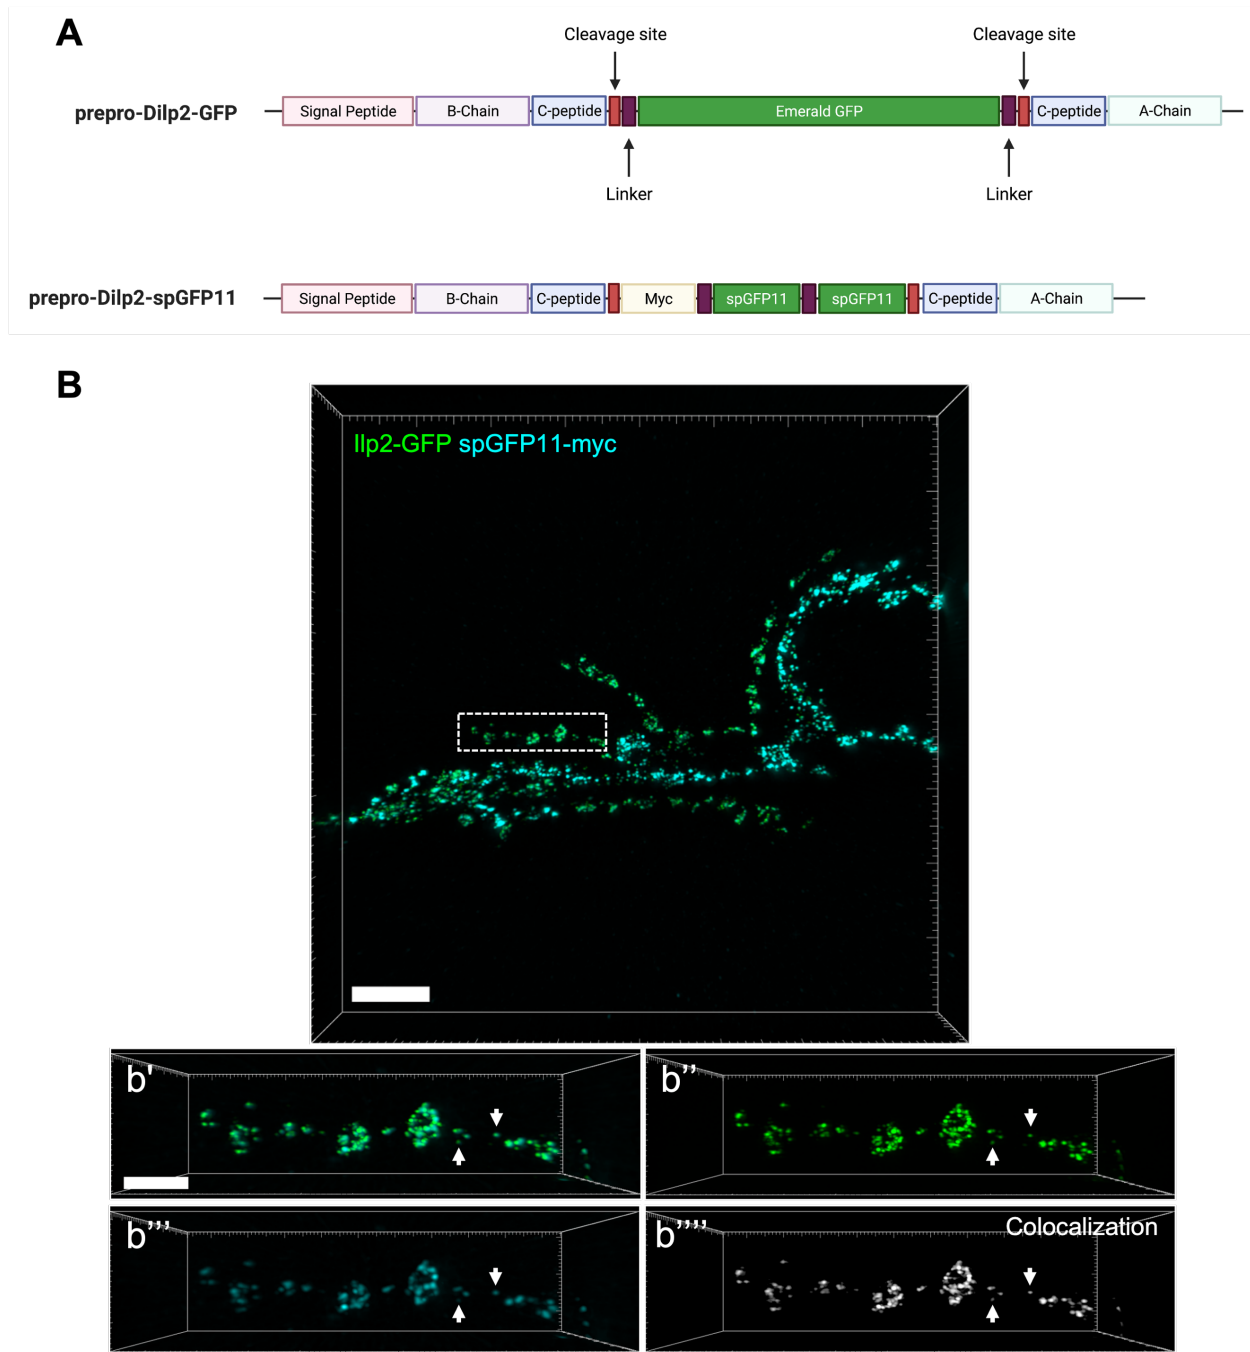 A
Cleavage site
Cleavage site
prepro-Dilp2-GFP
Signal Peptide
B-Chain
C-peptide
Emerald GFP
C-peptide
A-Chain
Linker
Linker
prepro-Dilp2-spGFP11
Signal Peptide
B-Chain
C-peptide
Myc
spGFP11
spGFP11
C-peptide
A-Chain
B
Ilp2-GFP spGFP11-myc
b'
b''
b'''
b''''
Colocalization